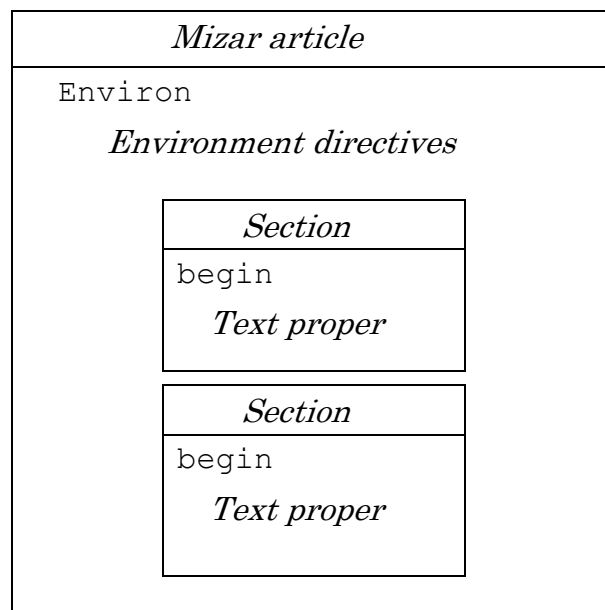 Mizar article
Environ
Environment directives
Section
begin
Text proper
Section
begin
Text proper